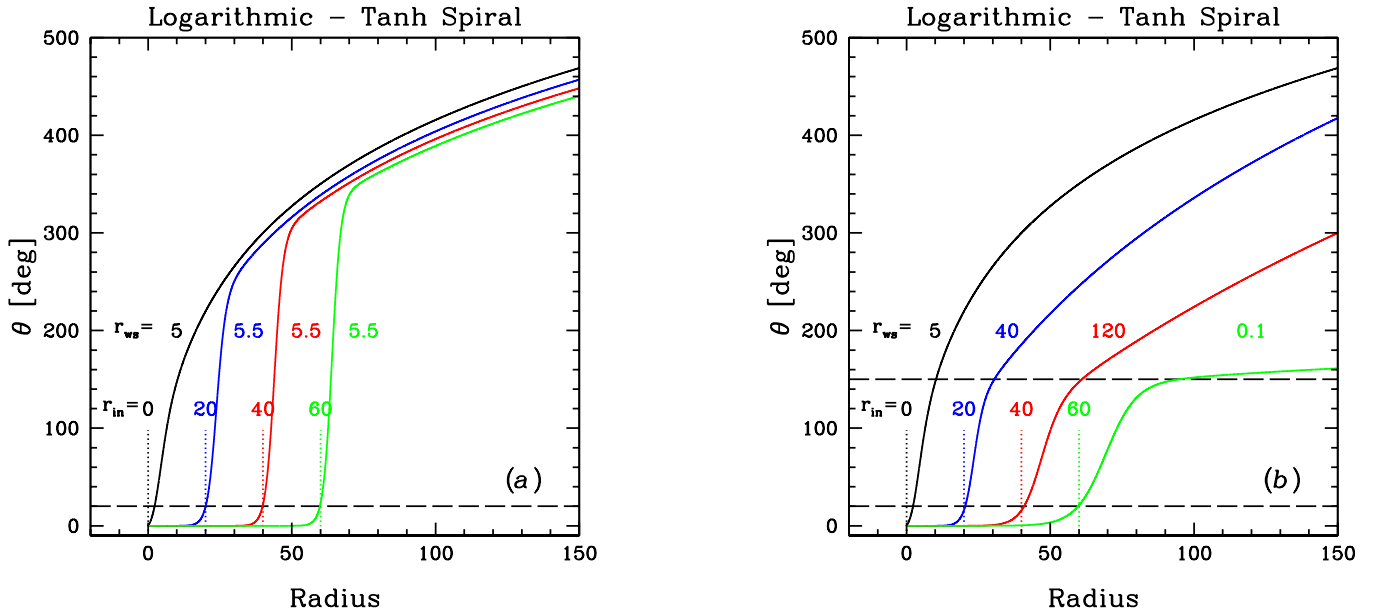 Logarithmic – Tanh Spiral
500
400
300
200
100
0
θ [deg]
r_ws= 5 5.5 5.5 5.5
r_in=0 20 40 60
(a)
0 50 100 150
Radius
Logarithmic – Tanh Spiral
500
400
300
200
100
0
θ [deg]
r_ws= 5 40 120 0.1
r_in=0 20 40 60
(b)
0 50 100 150
Radius